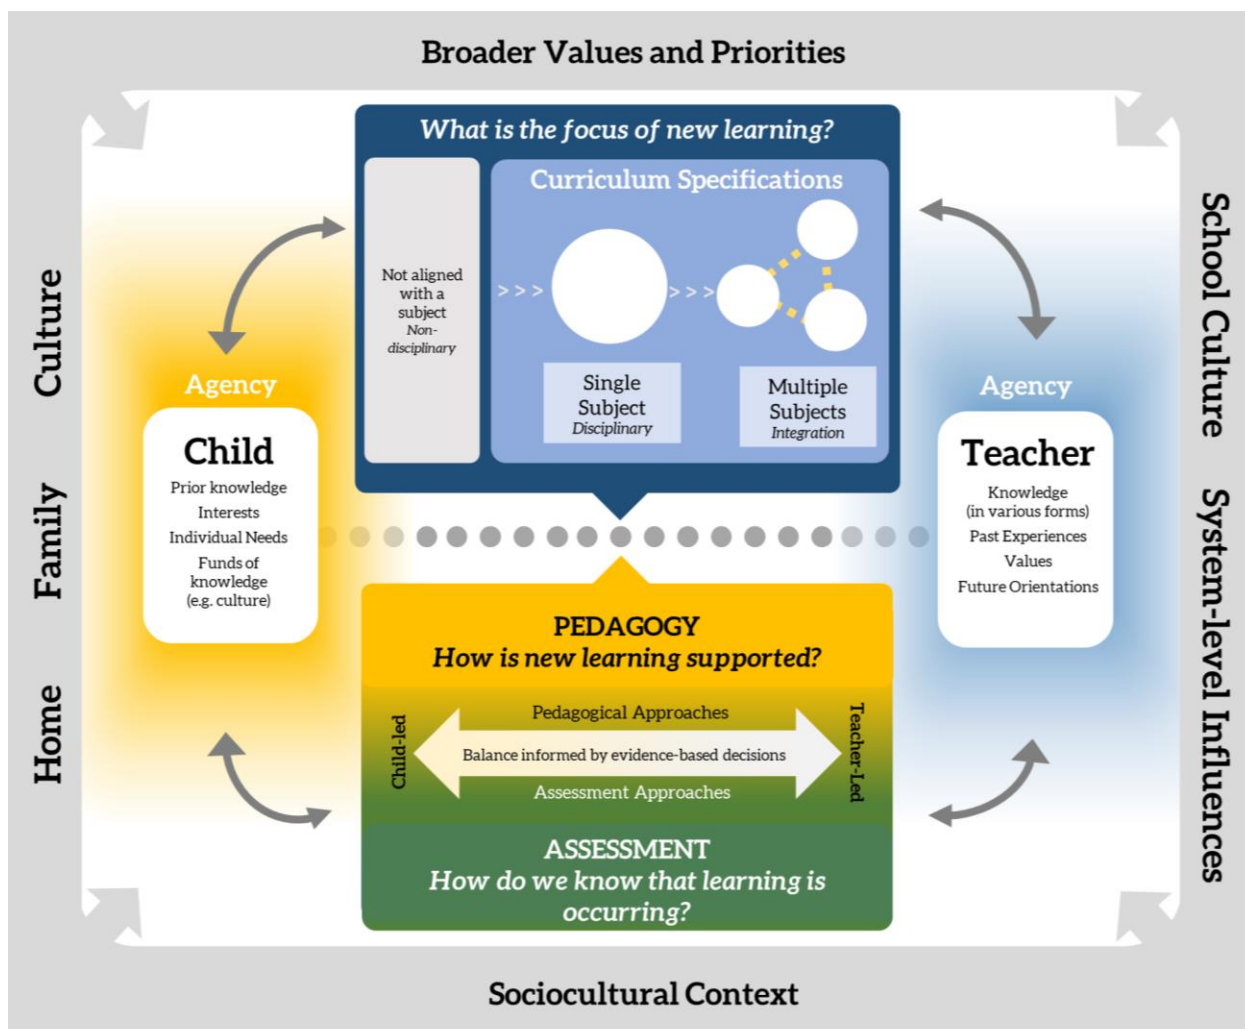 Broader Values and Priorities
What is the focus of new learning?
Curriculum Specifications
Not aligned
with a
subject
Non-
disciplinary
> > >
> > >
Single
Subject
Disciplinary
Multiple
Subjects
Integration
Culture
Family
Home
Agency
Child
Prior knowledge
Interests
Individual Needs
Funds of
knowledge
(e.g. culture)
Agency
Teacher
Knowledge
(in various forms)
Past Experiences
Values
Future Orientations
School Culture
System-level Influences
PEDAGOGY
How is new learning supported?
Child-led
Pedagogical Approaches
Balance informed by evidence-based decisions
Assessment Approaches
Teacher-Led
ASSESSMENT
How do we know that learning is
occurring?
Sociocultural Context